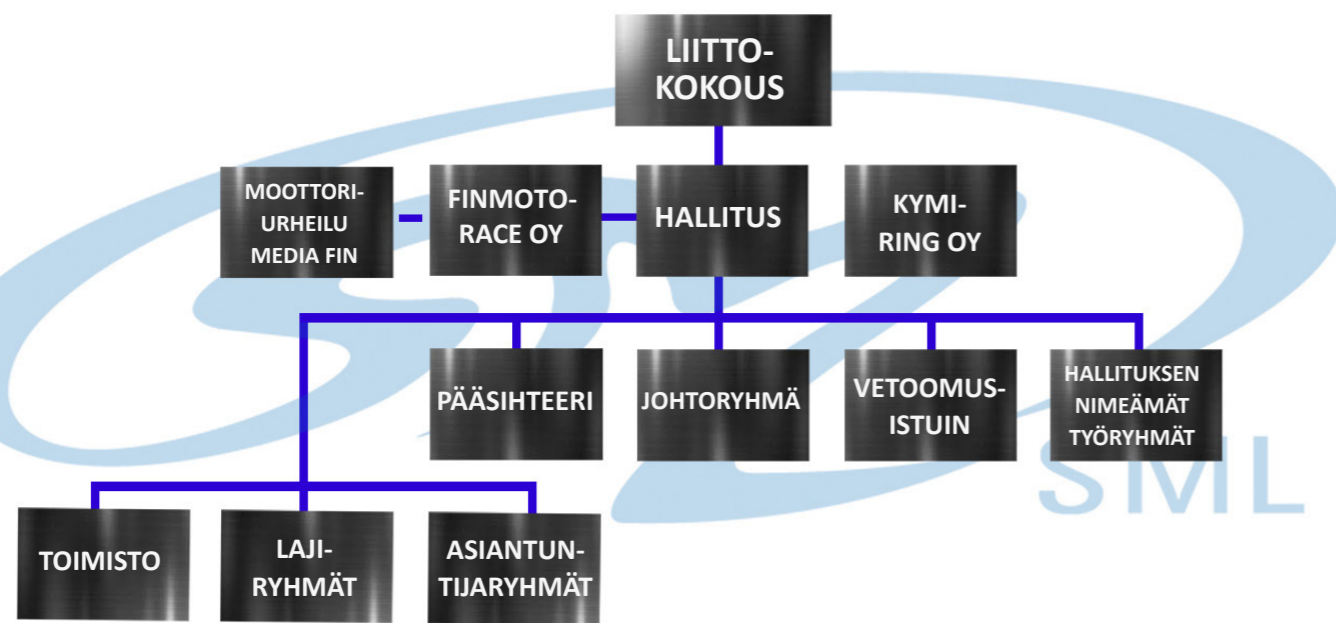 LIITTO-
KOKOUS
MOOTTORI-
URHEILU
MEDIA FIN
FINMOTO-
RACE OY
HALLITUS
KYMI-
RING OY
PÄÄSIHTEERI
JOHTORYHMÄ
VETOOMUS-
ISTUIN
HALLITUKSEN
NIMEÄMÄT
TYÖRYHMÄT
SML
TOIMISTO
LAJI-
RYHMÄT
ASIANTUN-
TIJARYHMÄT